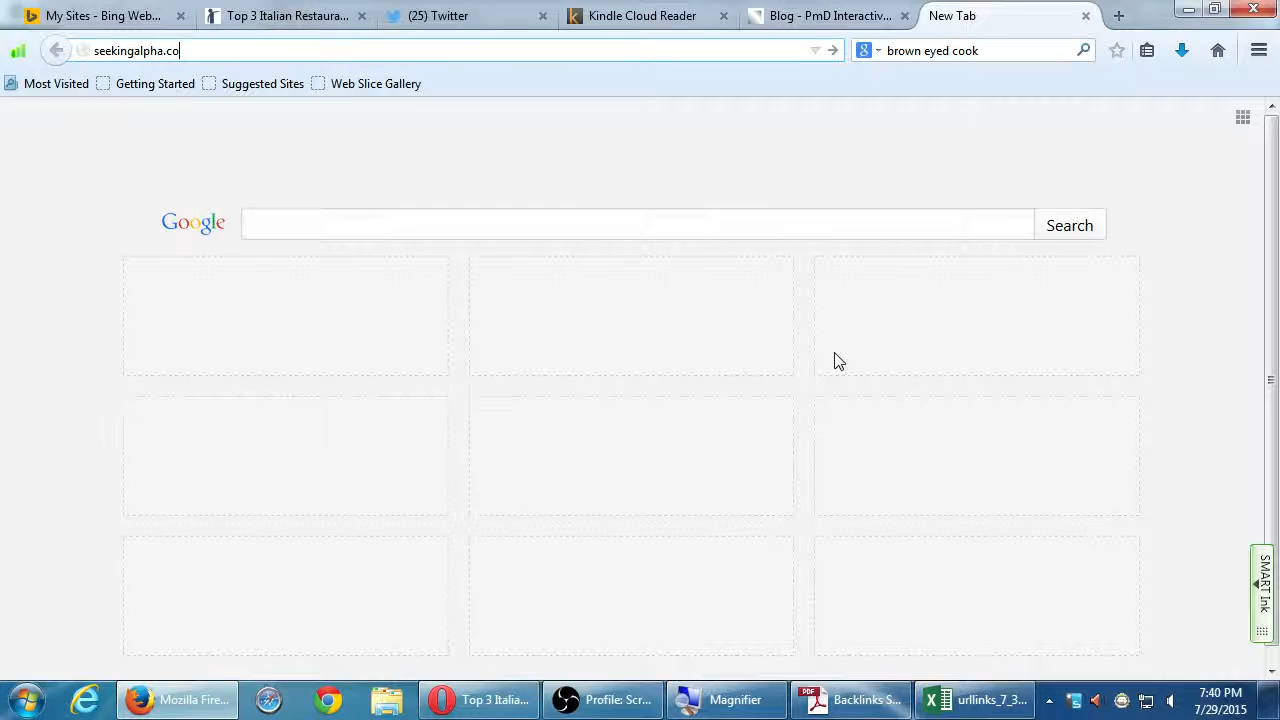 My Sites - Bing Web...
Top 3 Italian Restaura...
(25) Twitter
Kindle Cloud Reader
Blog - PmD Interactiv...
New Tab
seekingalpha.co
brown eyed cook
Most Visited
Getting Started
Suggested Sites
Web Slice Gallery
Google
Search
SMART Ink
Mozilla Fire...
Top 3 Italia...
Profile: Scr...
Magnifier
Backlinks S...
urllinks_7_3...
7:40 PM
7/29/2015